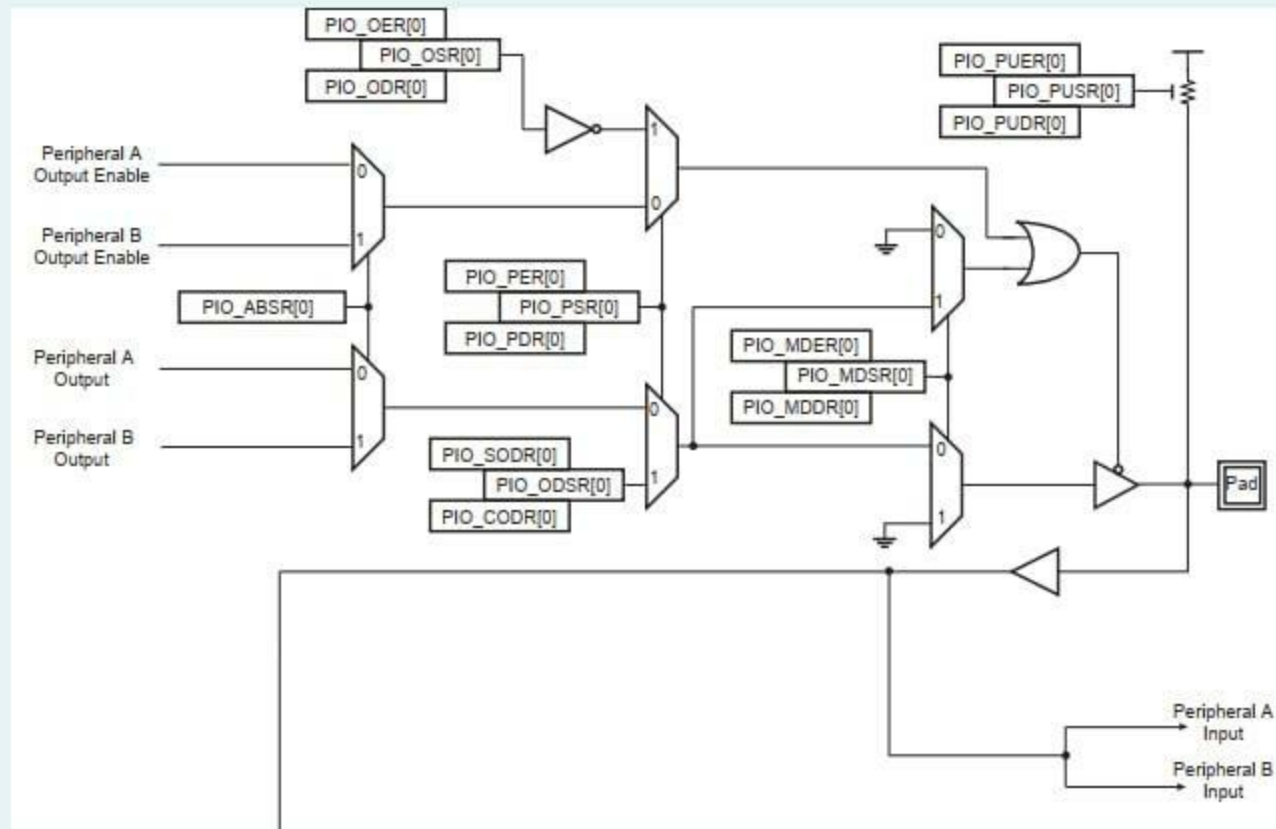 PIO_OER[0]
PIO_OSR[0]
PIO_ODR[0]
PIO_PUER[0]
PIO_PUSR[0]
PIO_PUDR[0]
1
0
Peripheral A
Output Enable
0
Peripheral B
Output Enable
1
PIO_ABSR[0]
PIO_PER[0]
PIO_PSR[0]
PIO_PDR[0]
0
1
Peripheral A
Output
0
Peripheral B
Output
1
PIO_MDER[0]
PIO_MDSR[0]
PIO_MDDR[0]
0
1
PIO_SODR[0]
PIO_ODSR[0]
PIO_CODR[0]
0
1
Pad
Peripheral A
Input
Peripheral B
Input